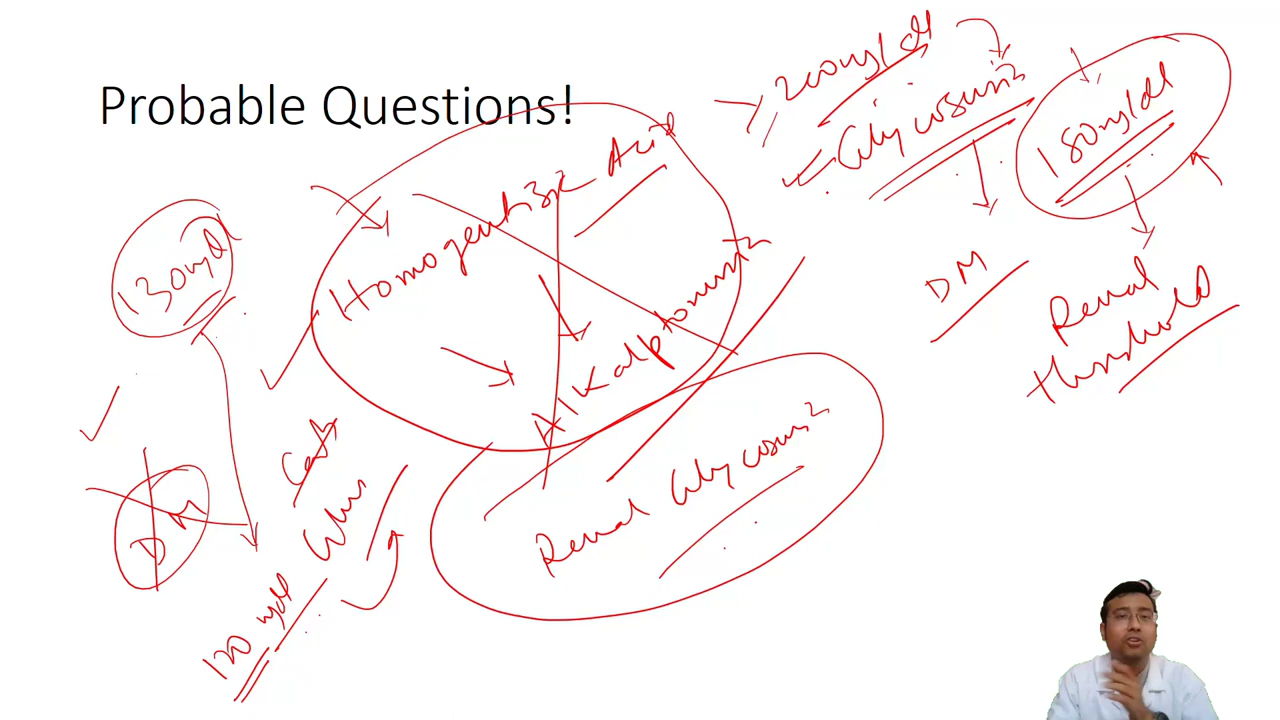 Probable Questions!
> 200mg/dl
Glycosuria
180mg/dl
DM
Renal
threshold
Homogentisic Acid
Alkaptonuria
130mg/dl
DM
120 mg/dl
Renal Glycosuria